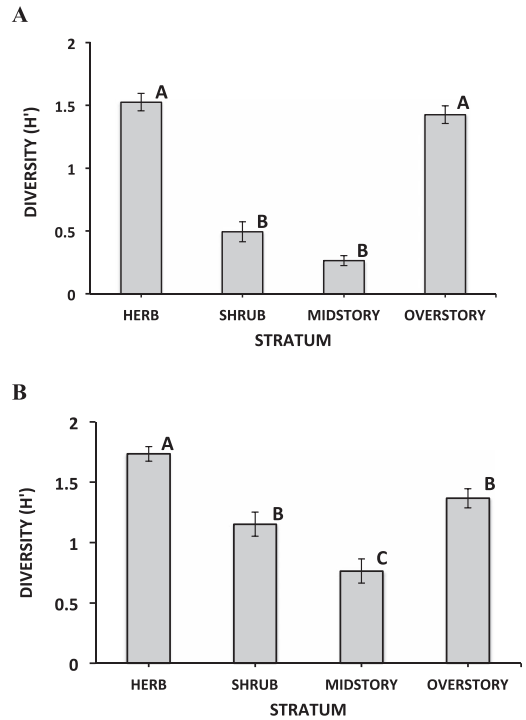 A
2
1.5
1
0.5
0
DIVERSITY (H')
A
B
B
A
HERB SHRUB MIDSTORY OVERSTORY
STRATUM
B
2
1.5
1
0.5
0
DIVERSITY (H')
A
B
C
B
HERB SHRUB MIDSTORY OVERSTORY
STRATUM